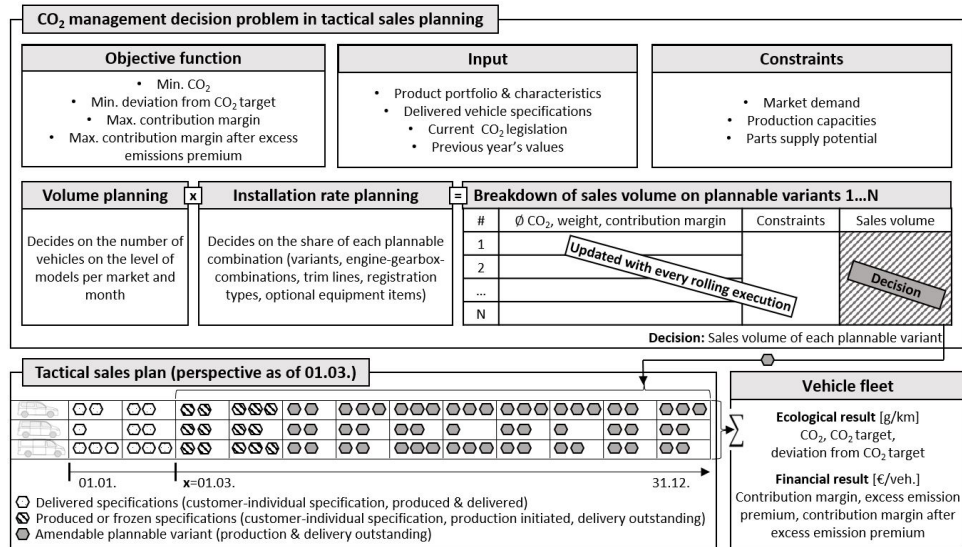 CO₂ management decision problem in tactical sales planning
Objective function
• Min. CO₂
• Min. deviation from CO₂ target
• Max. contribution margin
• Max. contribution margin after excess
emissions premium
Input
• Product portfolio & characteristics
• Delivered vehicle specifications
• Current CO₂ legislation
• Previous year's values
Constraints
• Market demand
• Production capacities
• Parts supply potential
Volume planning
Decides on the number of
vehicles on the level of
models per market and
month
x
Installation rate planning
Decides on the share of each plannable
combination (variants, engine-gearbox-
combinations, trim lines, registration
types, optional equipment items)
=
Breakdown of sales volume on plannable variants 1...N
# Ø CO₂, weight, contribution margin Constraints Sales volume
1
2
...
N
Updated with every rolling execution
Decision
Decision: Sales volume of each plannable variant
Tactical sales plan (perspective as of 01.03.)
01.01. x=01.03. 31.12.
Delivered specifications (customer-individual specification, produced & delivered)
Produced or frozen specifications (customer-individual specification, production initiated, delivery outstanding)
Amendable plannable variant (production & delivery outstanding)
∑
Vehicle fleet
Ecological result [g/km]
CO₂, CO₂ target,
deviation from CO₂ target
Financial result [€/veh.]
Contribution margin, excess emission
premium, contribution margin after
excess emission premium